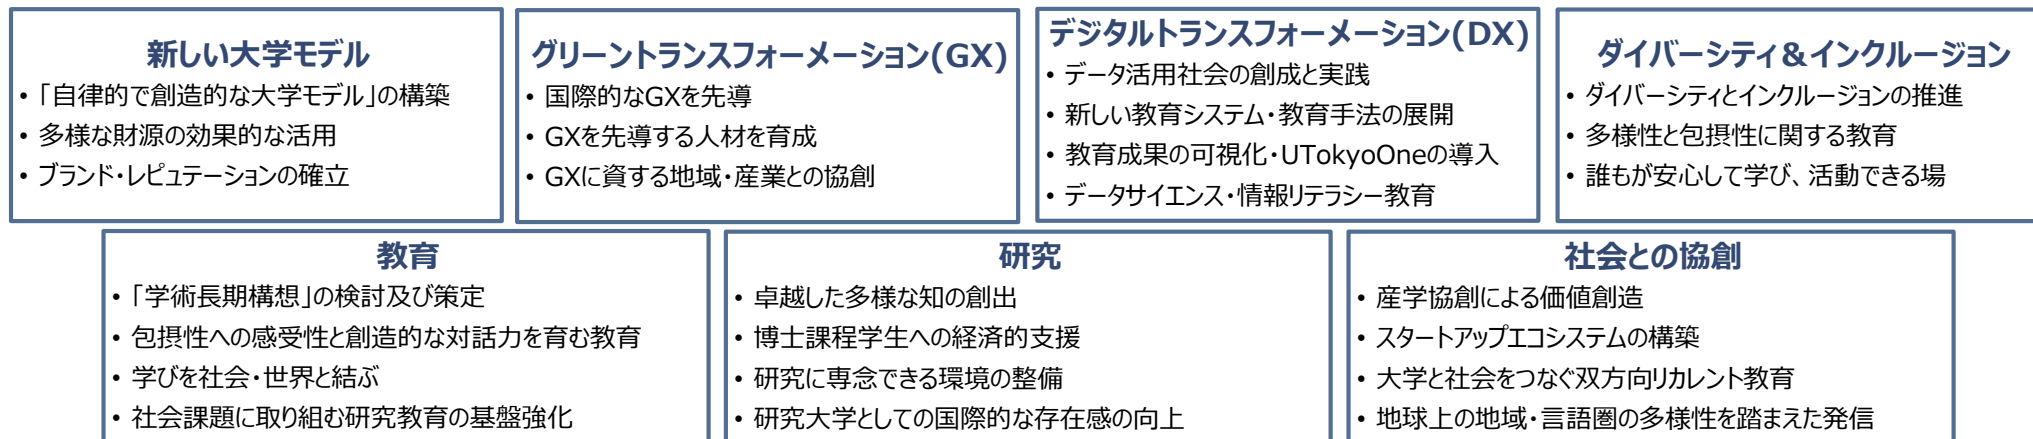 新しい大学モデル
• 「自律的で創造的な大学モデル」の構築
• 多様な財源の効果的な活用
• ブランド・レピュテーションの確立
グリーントランスフォーメーション(GX)
• 国際的なGXを先導
• GXを先導する人材を育成
• GXに資する地域・産業との協創
デジタルトランスフォーメーション(DX)
• データ活用社会の創成と実践
• 新しい教育システム・教育手法の展開
• 教育成果の可視化・UTokyoOneの導入
• データサイエンス・情報リテラシー教育
ダイバーシティ&インクルージョン
• ダイバーシティとインクルージョンの推進
• 多様性と包摂性に関する教育
• 誰もが安心して学び、活動できる場
教育
• 「学術長期構想」の検討及び策定
• 包摂性への感受性と創造的な対話力を育む教育
• 学びを社会・世界と結ぶ
• 社会課題に取り組む研究教育の基盤強化
研究
• 卓越した多様な知の創出
• 博士課程学生への経済的支援
• 研究に専念できる環境の整備
• 研究大学としての国際的な存在感の向上
社会との協創
• 産学協創による価値創造
• スタートアップエコシステムの構築
• 大学と社会をつなぐ双方向リカレント教育
• 地球上の地域・言語圏の多様性を踏まえた発信